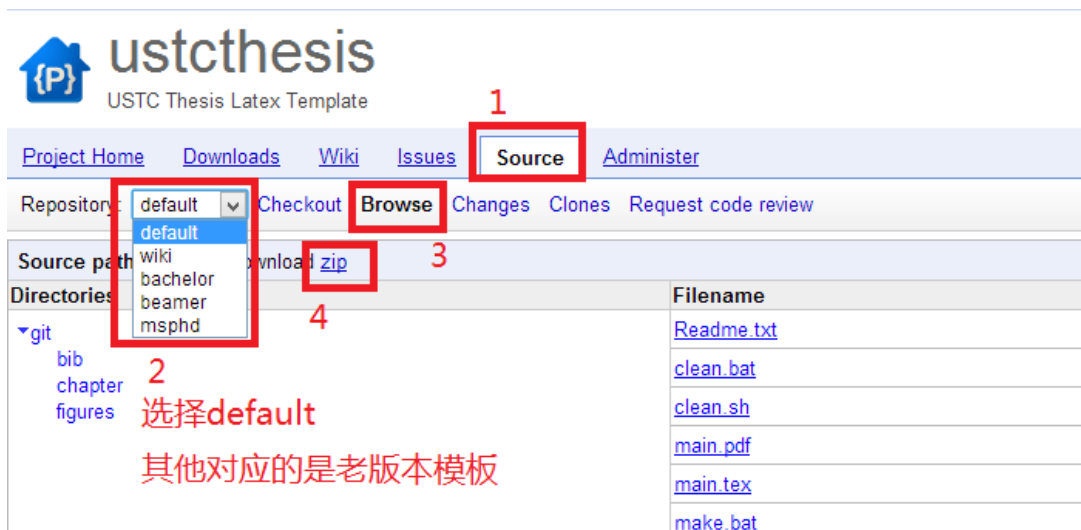 {P}
ustcthesis
USTC Thesis Latex Template
1
Project Home Downloads Wiki Issues Source Administer
Repository: default Checkout Browse Changes Clones Request code review
default
wiki
bachelor
beamer
msphd
3
Source path zip
4
Directories Filename
git
bib
chapter
figures
Readme.txt
clean.bat
clean.sh
main.pdf
main.tex
make.bat
2
选择default
其他对应的是老版本模板